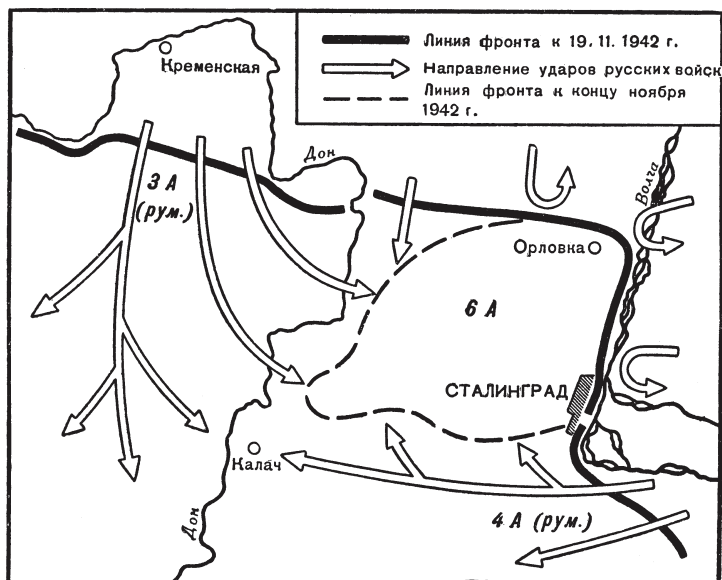 Линия фронта к 19. 11. 1942 г.
Направление ударов русских войск
Линия фронта к концу ноября
1942 г.
Кременская
Дон
Волга
3 А
(рум.)
Орловка
6 А
СТАЛИНГРАД
Калач
Дон
4 А (рум.)